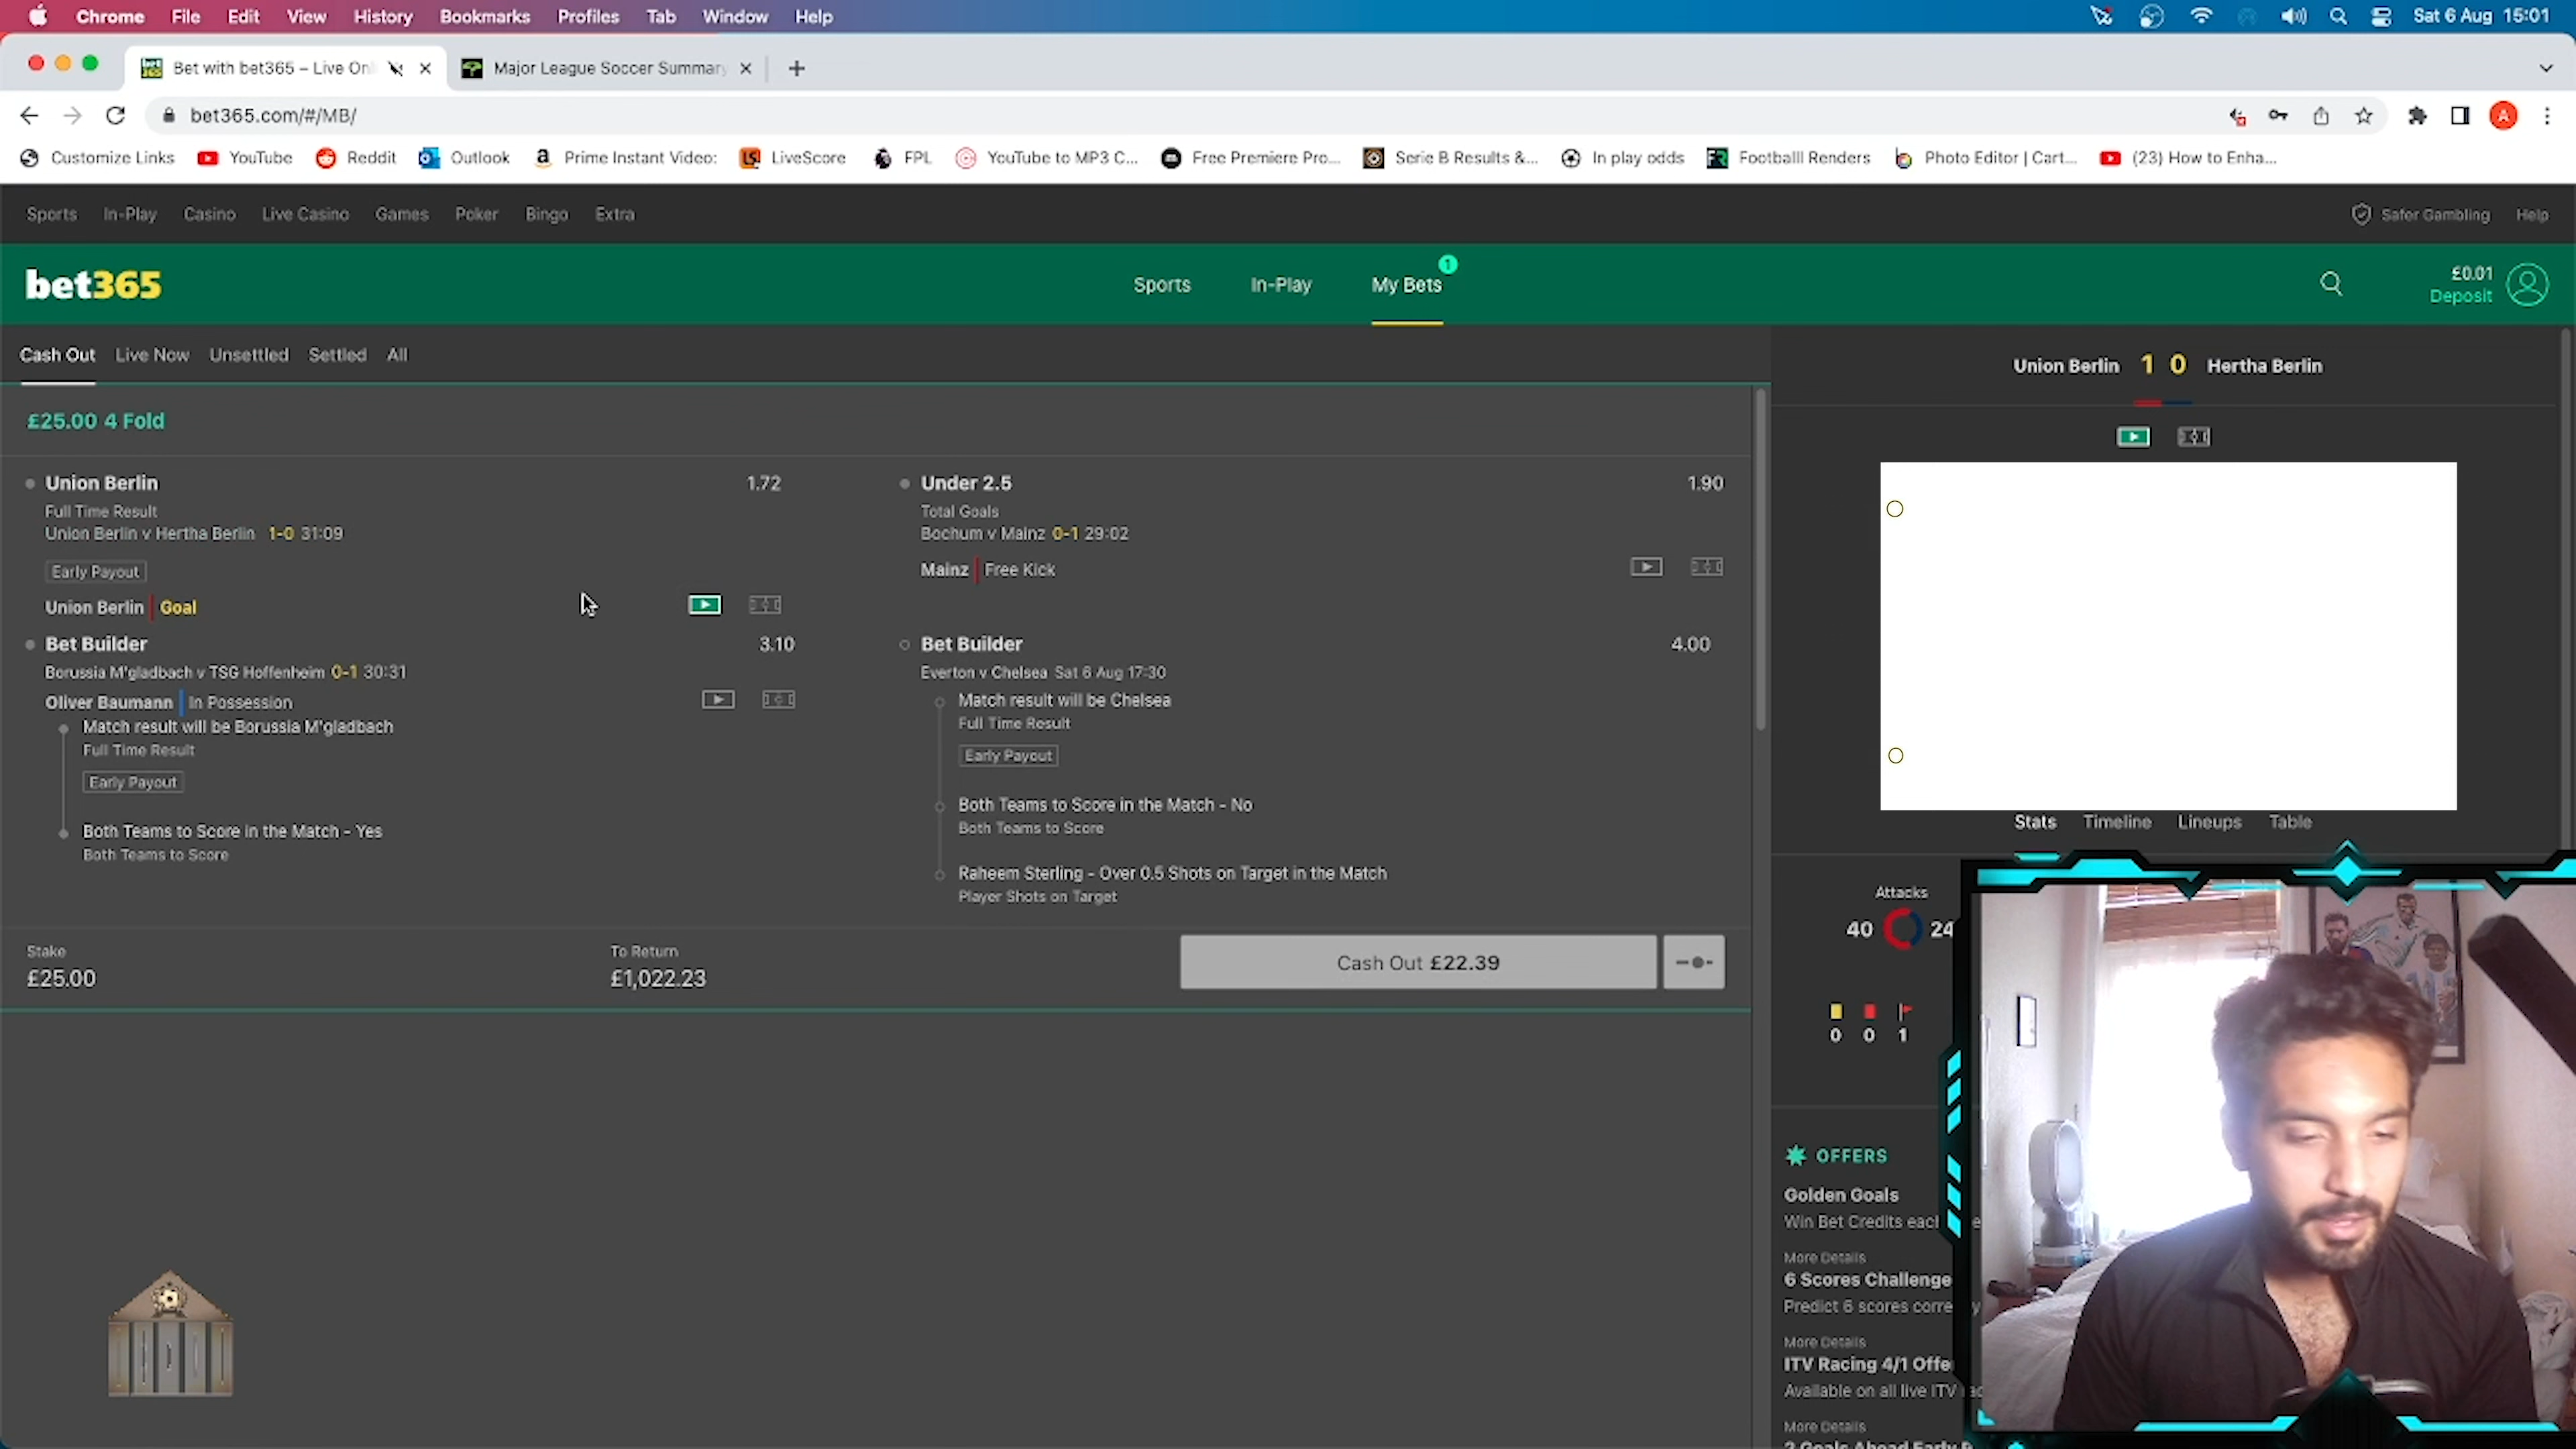 Chrome File Edit View History Bookmarks Profiles Tab Window Help Sat 6 Aug 15:01
Bet with bet365 – Live Onl Major League Soccer Summary
bet365.com/#/MB/
Customize Links YouTube Reddit Outlook Prime Instant Video: LiveScore FPL YouTube to MP3 C... Free Premiere Pro... Serie B Results &... In play odds Footballl Renders Photo Editor | Cart... (23) How to Enha...
Sports In-Play Casino Live Casino Games Poker Bingo Extra Safer Gambling Help
bet365 Sports In-Play My Bets 1 £0.01
Deposit
Cash Out Live Now Unsettled Settled All
£25.00 4 Fold
Union Berlin 1.72
Full Time Result
Union Berlin v Hertha Berlin 1-0 31:09
Early Payout
Union Berlin Goal
Under 2.5 1.90
Total Goals
Bochum v Mainz 0-1 29:02
Mainz Free Kick
Bet Builder 3.10
Borussia M'gladbach v TSG Hoffenheim 0-1 30:31
Oliver Baumann In Possession
Match result will be Borussia M'gladbach
Full Time Result
Early Payout
Both Teams to Score in the Match - Yes
Both Teams to Score
Bet Builder 4.00
Everton v Chelsea Sat 6 Aug 17:30
Match result will be Chelsea
Full Time Result
Early Payout
Both Teams to Score in the Match - No
Both Teams to Score
Raheem Sterling - Over 0.5 Shots on Target in the Match
Player Shots on Target
Stake
£25.00
To Return
£1,022.23
Cash Out £22.39
Union Berlin 1 0 Hertha Berlin
Stats Timeline Lineups Table
Attacks
40 24
0 0 1
OFFERS
Golden Goals
Win Bet Credits each
More Details
6 Scores Challenge
Predict 6 scores corre
More Details
ITV Racing 4/1 Offe
Available on all live ITV
More Details
2 Goals Ahead Early